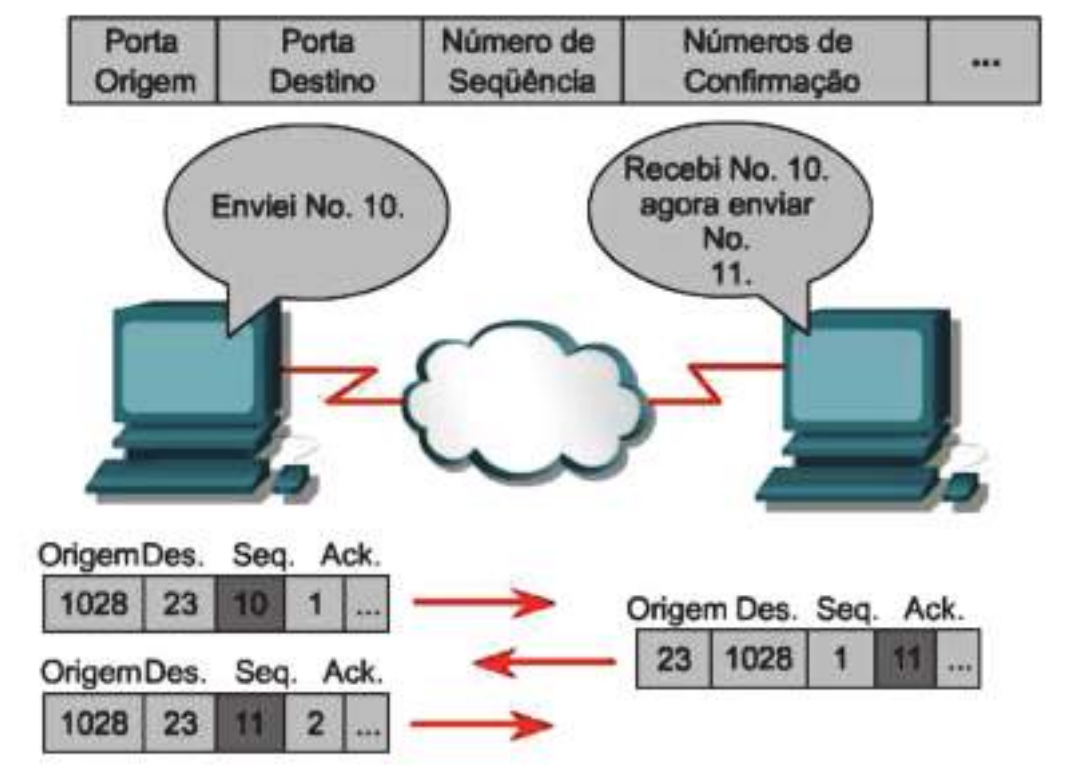 Porta Origem
Porta Destino
Número de Seqüência
Números de Confirmação
...
Enviei No. 10.
Recebi No. 10.
agora enviar
No.
11.
Origem Des. Seq. Ack.
1028 23 10 1 ...
Origem Des. Seq. Ack.
23 1028 1 11 ...
Origem Des. Seq. Ack.
1028 23 11 2 ...